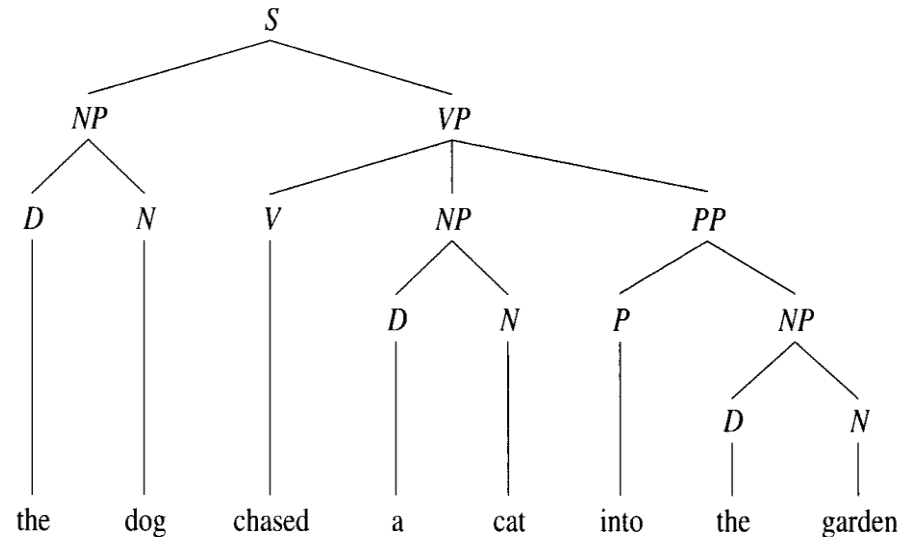 S
NP VP
D N V NP PP
D N P NP
D N
the dog chased a cat into the garden